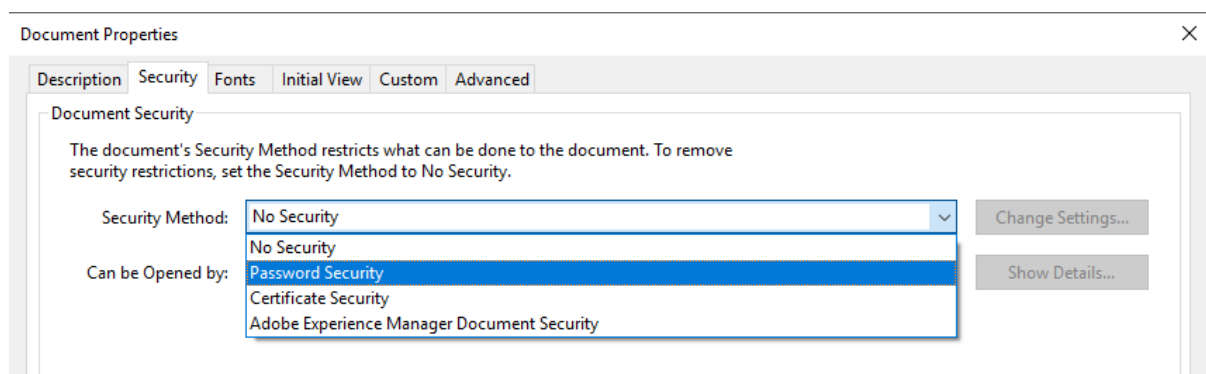 Document Properties
Description Security Fonts Initial View Custom Advanced
Document Security
The document's Security Method restricts what can be done to the document. To remove
security restrictions, set the Security Method to No Security.
Security Method: No Security Change Settings...
No Security
Can be Opened by: Password Security Show Details...
Certificate Security
Adobe Experience Manager Document Security